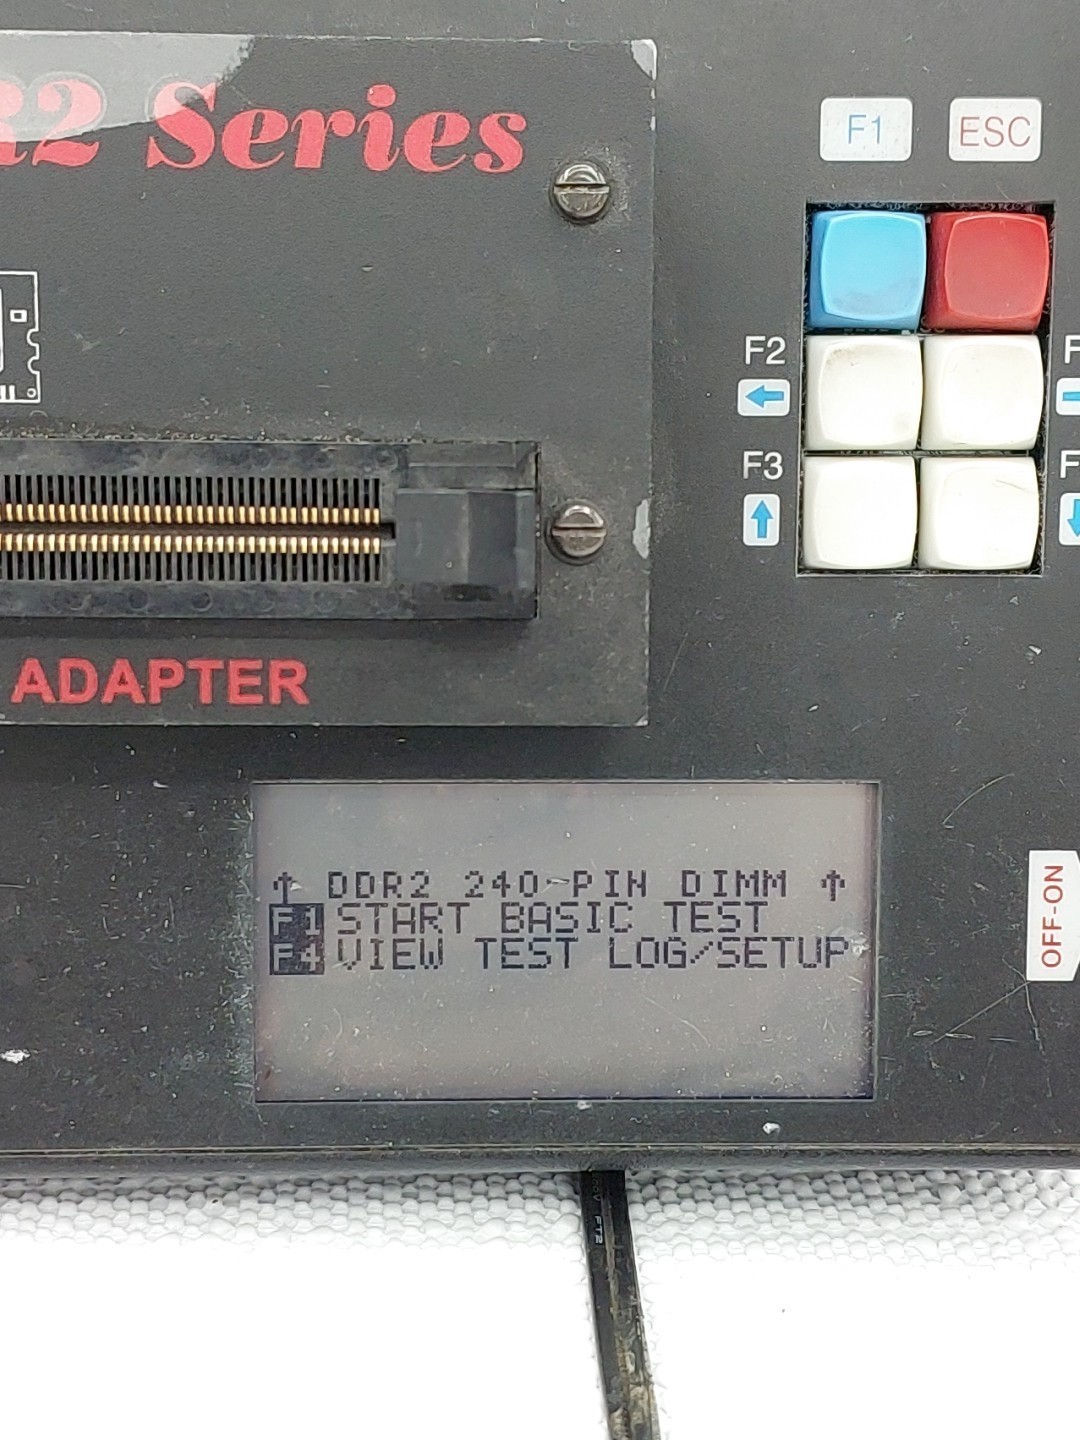 R2 Series
F1 ESC
F2
F3
ADAPTER
↑ DDR2 240-PIN DIMM ↑
F1 START BASIC TEST
F4 VIEW TEST LOG/SETUP
OFF-ON